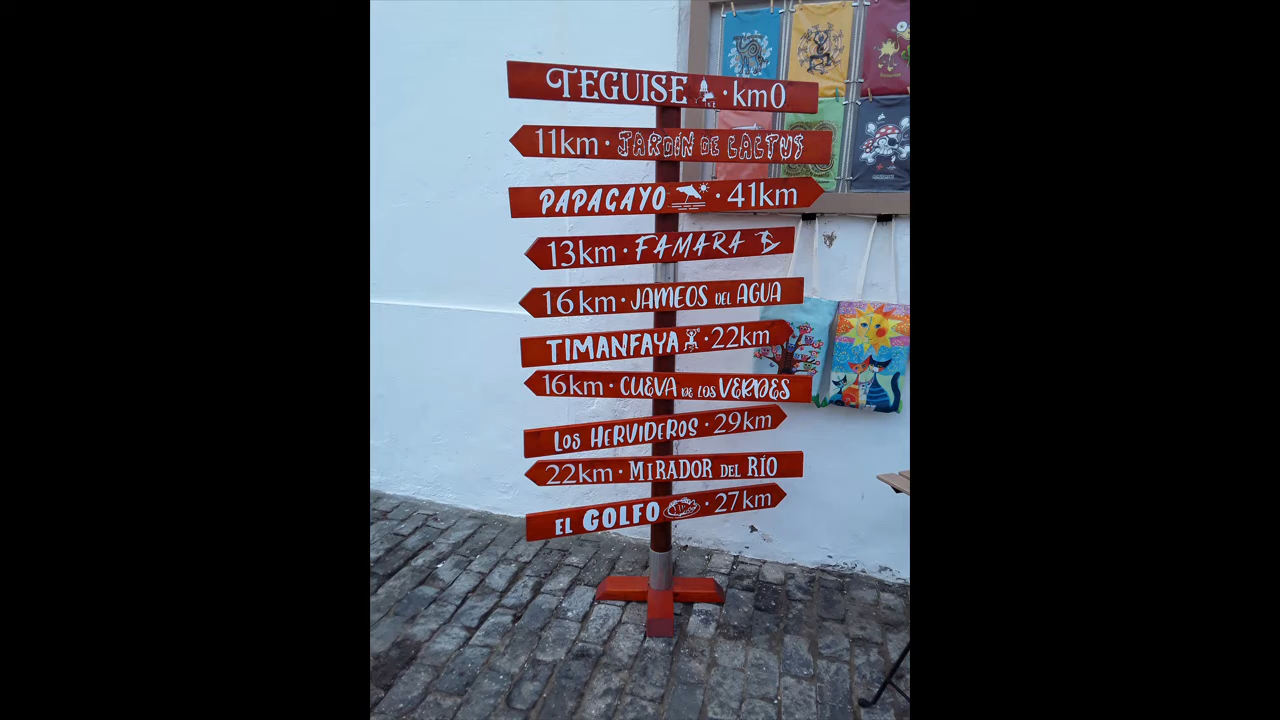 TEGUISE · km0
11km · JARDÍN DE CACTUS
PAPAGAYO · 41km
13km · FAMARA
16km · JAMEOS DEL AGUA
TIMANFAYA · 22km
16km · CUEVA DE LOS VERDES
LOS HERVIDEROS · 29km
22km · MIRADOR DEL RÍO
EL GOLFO · 27km